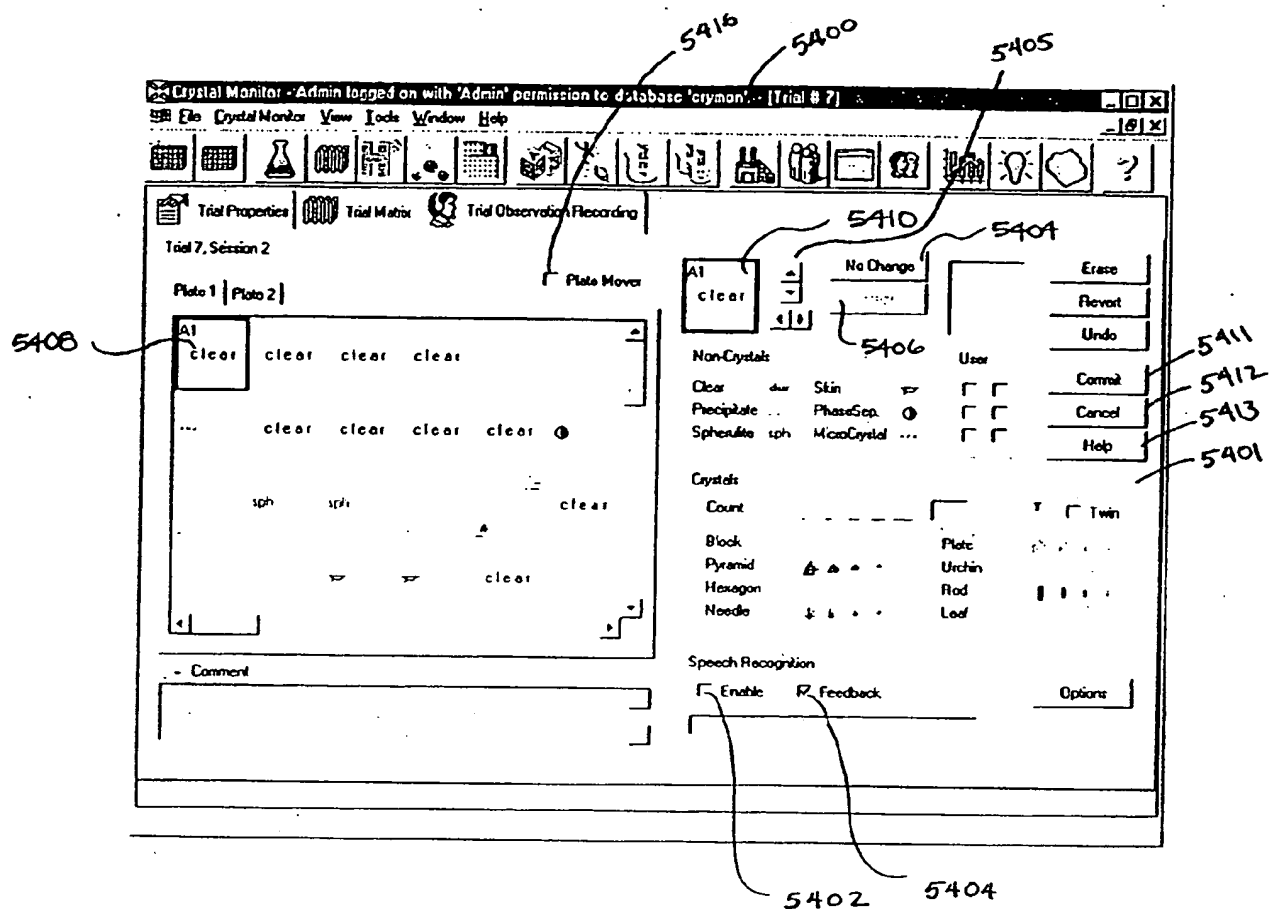 5416 5400 5405
Crystal Monitor - 'Admin logged on with 'Admin' permission to database 'crymon'. - [Trial # 7]
File Crystal Monitor View Tools Window Help
Trial Properties Trial Matrix Trial Observation Recording
5410 5404
Trial 7, Session 2
Plate Mover
A1 clear
No Change
Erase
Revert
Undo
Plate 1 Plate 2
5408
5406
5411
A1
clear clear clear clear
Non-Crystals User
Commit
5412
Clear clear Skin
Cancel
5413
Precipitate PhaseSep.
Help
5401
Spherulite sph MicroCrystal
clear clear clear clear
Crystals
sph sph clear
Count Twin
Block Plate
Pyramid Urchin
Hexagon Rod
Needle Leaf
clear
Speech Recognition
- Comment
Enable Feedback Options
5402 5404